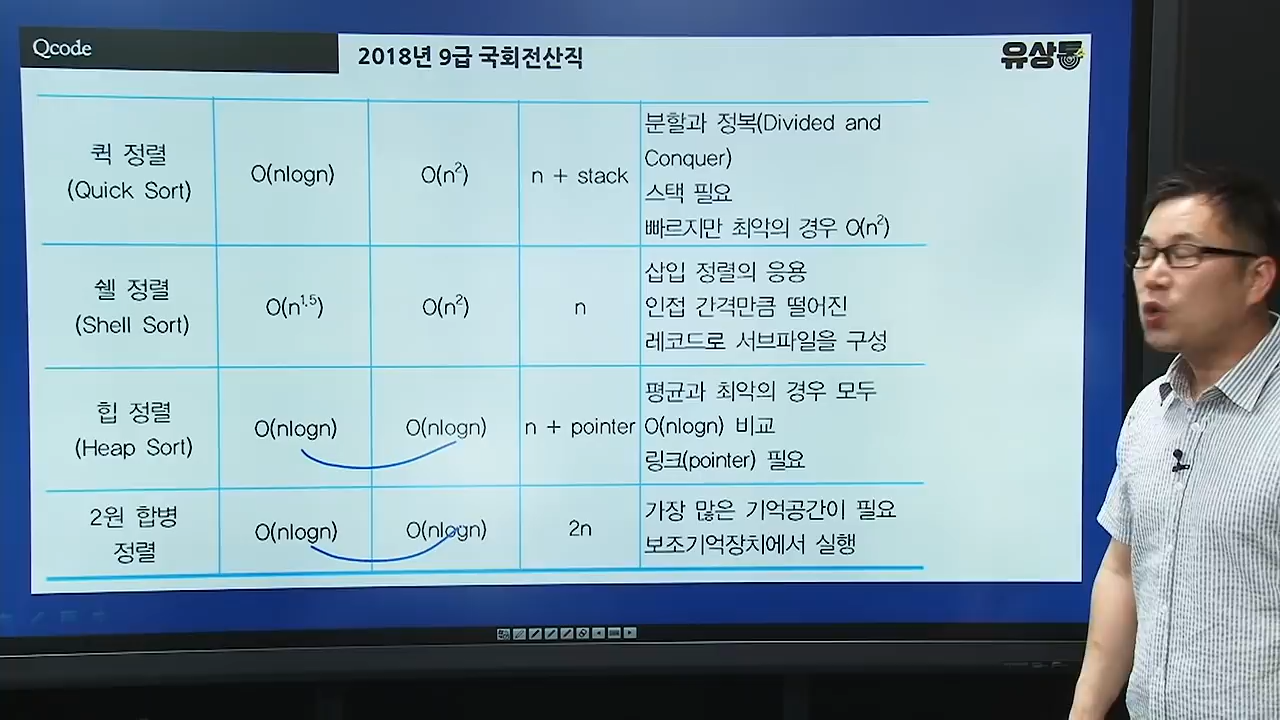 Qcode
2018년 9급 국회전산직
유상통
퀵 정렬
(Quick Sort)
O(nlogn)
O(n²)
n + stack
분할과 정복(Divided and
Conquer)
스택 필요
빠르지만 최악의 경우 O(n²)
쉘 정렬
(Shell Sort)
O(n¹·⁵)
O(n²)
n
삽입 정렬의 응용
인접 간격만큼 떨어진
레코드로 서브파일을 구성
힙 정렬
(Heap Sort)
O(nlogn)
O(nlogn)
n + pointer
평균과 최악의 경우 모두
O(nlogn) 비교
링크(pointer) 필요
2원 합병
정렬
O(nlogn)
O(nlogn)
2n
가장 많은 기억공간이 필요
보조기억장치에서 실행